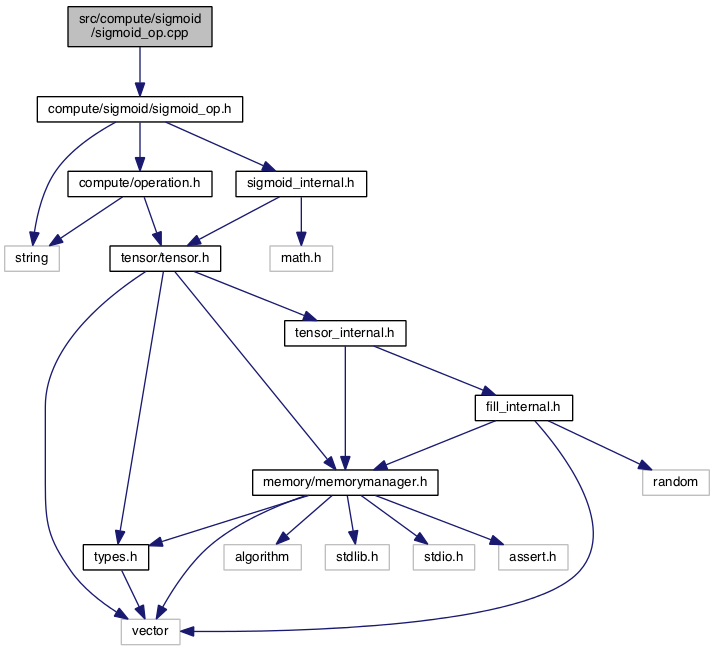 src/compute/sigmoid
/sigmoid_op.cpp
compute/sigmoid/sigmoid_op.h
compute/operation.h
sigmoid_internal.h
string
tensor/tensor.h
math.h
tensor_internal.h
fill_internal.h
memory/memorymanager.h
random
types.h
algorithm
stdlib.h
stdio.h
assert.h
vector